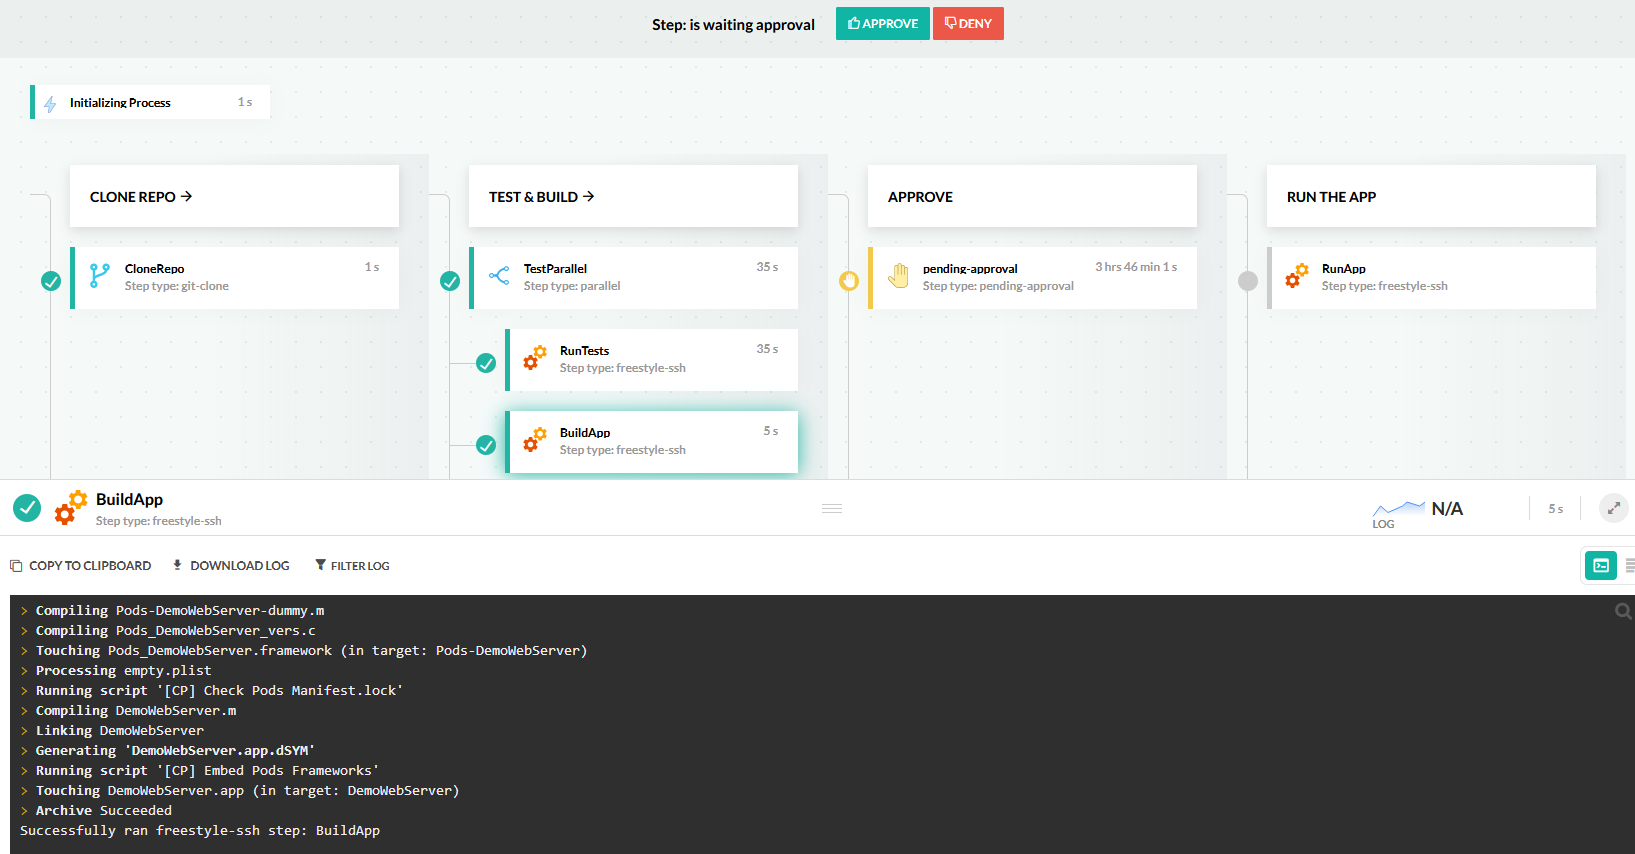 Step: is waiting approval APPROVE DENY
Initializing Process 1 s
CLONE REPO → TEST & BUILD → APPROVE RUN THE APP
CloneRepo 1 s
Step type: git-clone
TestParallel 35 s
Step type: parallel
pending-approval 3 hrs 46 min 1 s
Step type: pending-approval
RunApp
Step type: freestyle-ssh
RunTests 35 s
Step type: freestyle-ssh
BuildApp 5 s
Step type: freestyle-ssh
BuildApp
Step type: freestyle-ssh
LOG N/A 5 s
COPY TO CLIPBOARD DOWNLOAD LOG FILTER LOG
> Compiling Pods-DemoWebServer-dummy.m
> Compiling Pods_DemoWebServer_vers.c
> Touching Pods_DemoWebServer.framework (in target: Pods-DemoWebServer)
> Processing empty.plist
> Running script '[CP] Check Pods Manifest.lock'
> Compiling DemoWebServer.m
> Linking DemoWebServer
> Generating 'DemoWebServer.app.dSYM'
> Running script '[CP] Embed Pods Frameworks'
> Touching DemoWebServer.app (in target: DemoWebServer)
> Archive Succeeded
Successfully ran freestyle-ssh step: BuildApp